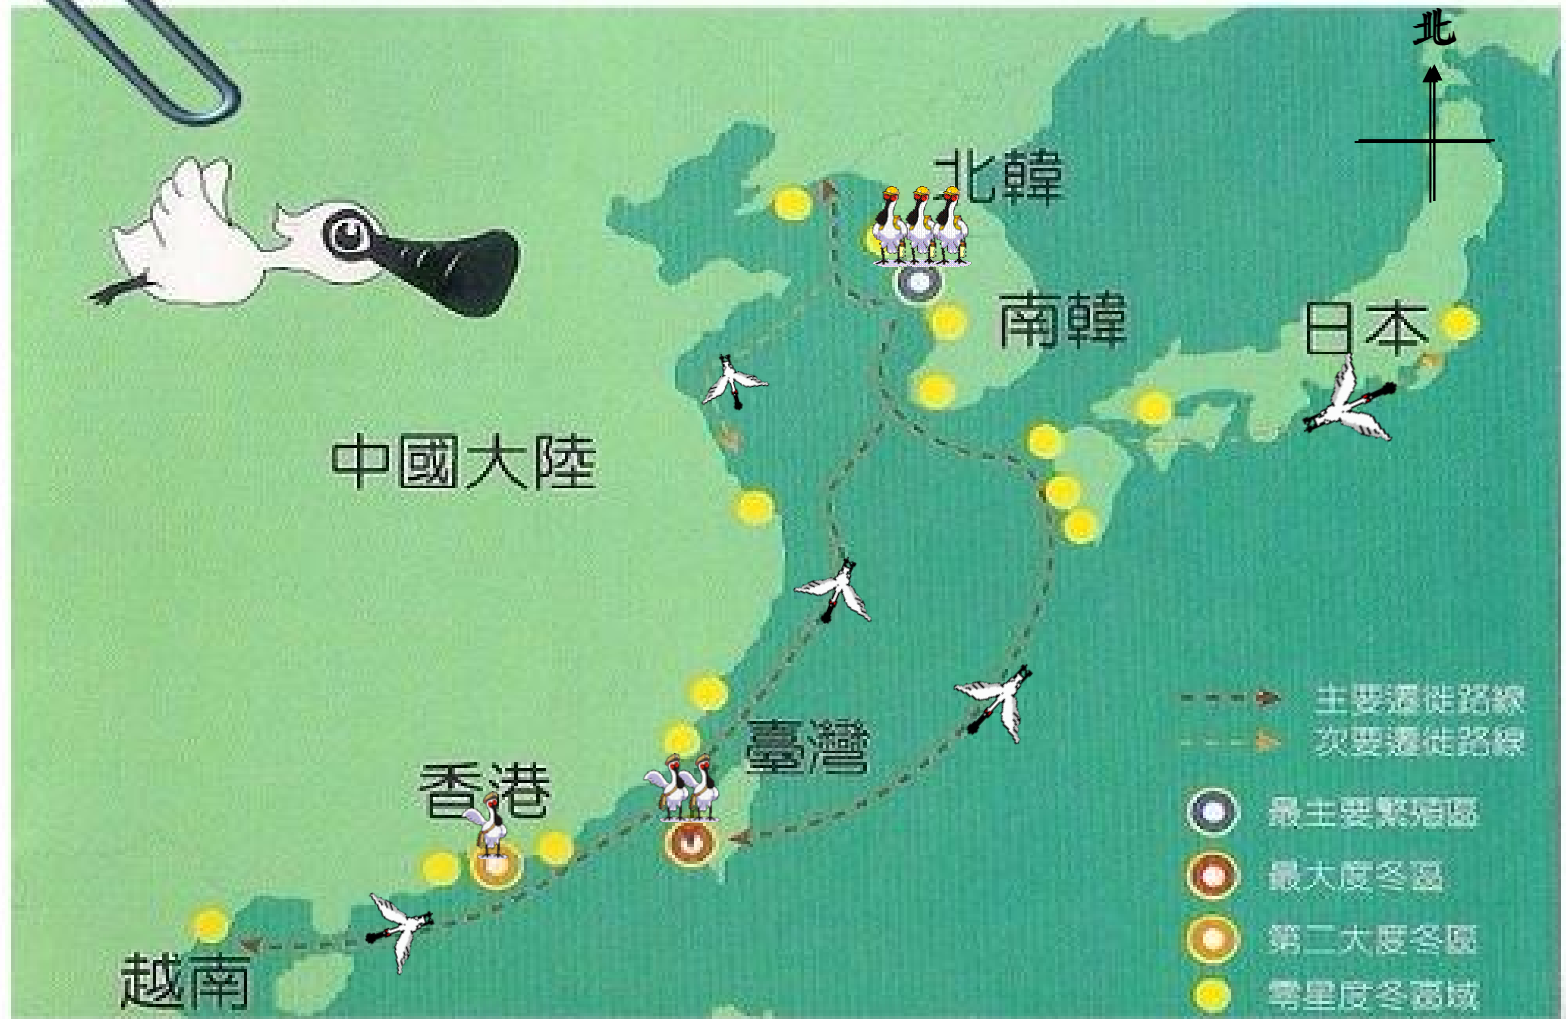 北
北韓
南韓
日本
中國大陸
臺灣
香港
越南
主要遷徙路線
次要遷徙路線
最主要繁殖區
最大度冬區
第二大度冬區
零星度冬區域